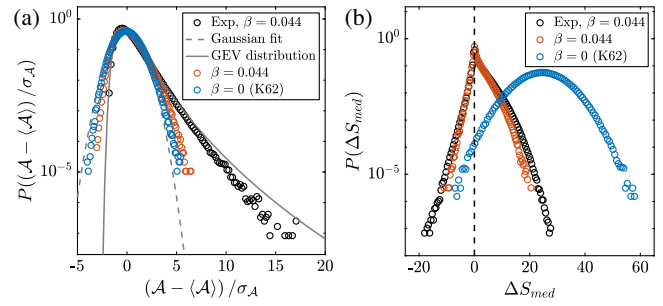 (a)
10^0
10^-5
P((𝒜 − ⟨𝒜⟩)/σ_𝒜)
Exp, β = 0.044
Gaussian fit
GEV distribution
β = 0.044
β = 0 (K62)
-5 0 5 10 15 20
(𝒜 − ⟨𝒜⟩)/σ_𝒜
(b)
10^0
10^-5
P(ΔS_med)
Exp, β = 0.044
β = 0.044
β = 0 (K62)
-20 0 20 40 60
ΔS_med